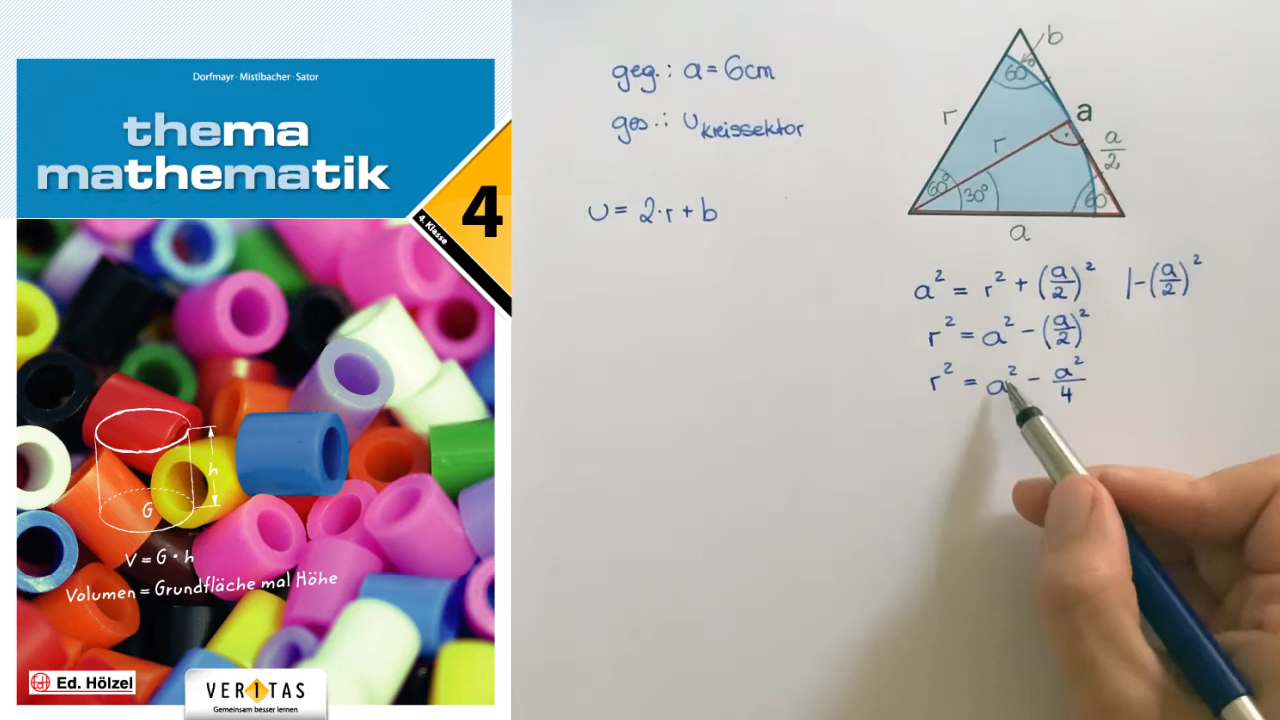 Dorfmayr · Mistlbacher · Sator
thema
mathematik
4
4. Klasse
h
G
V = G · h
Volumen = Grundfläche mal Höhe
Ed. Hölzel
VERITAS
Gemeinsam besser lernen
geg.: a = 6cm
ges.: U Kreissektor
U = 2·r + b
b
60°
r
a
r
a/2
60°
30°
60
a
a² = r² + (a/2)² |-(a/2)²
r² = a² - (a/2)²
r² = a² - a²/4